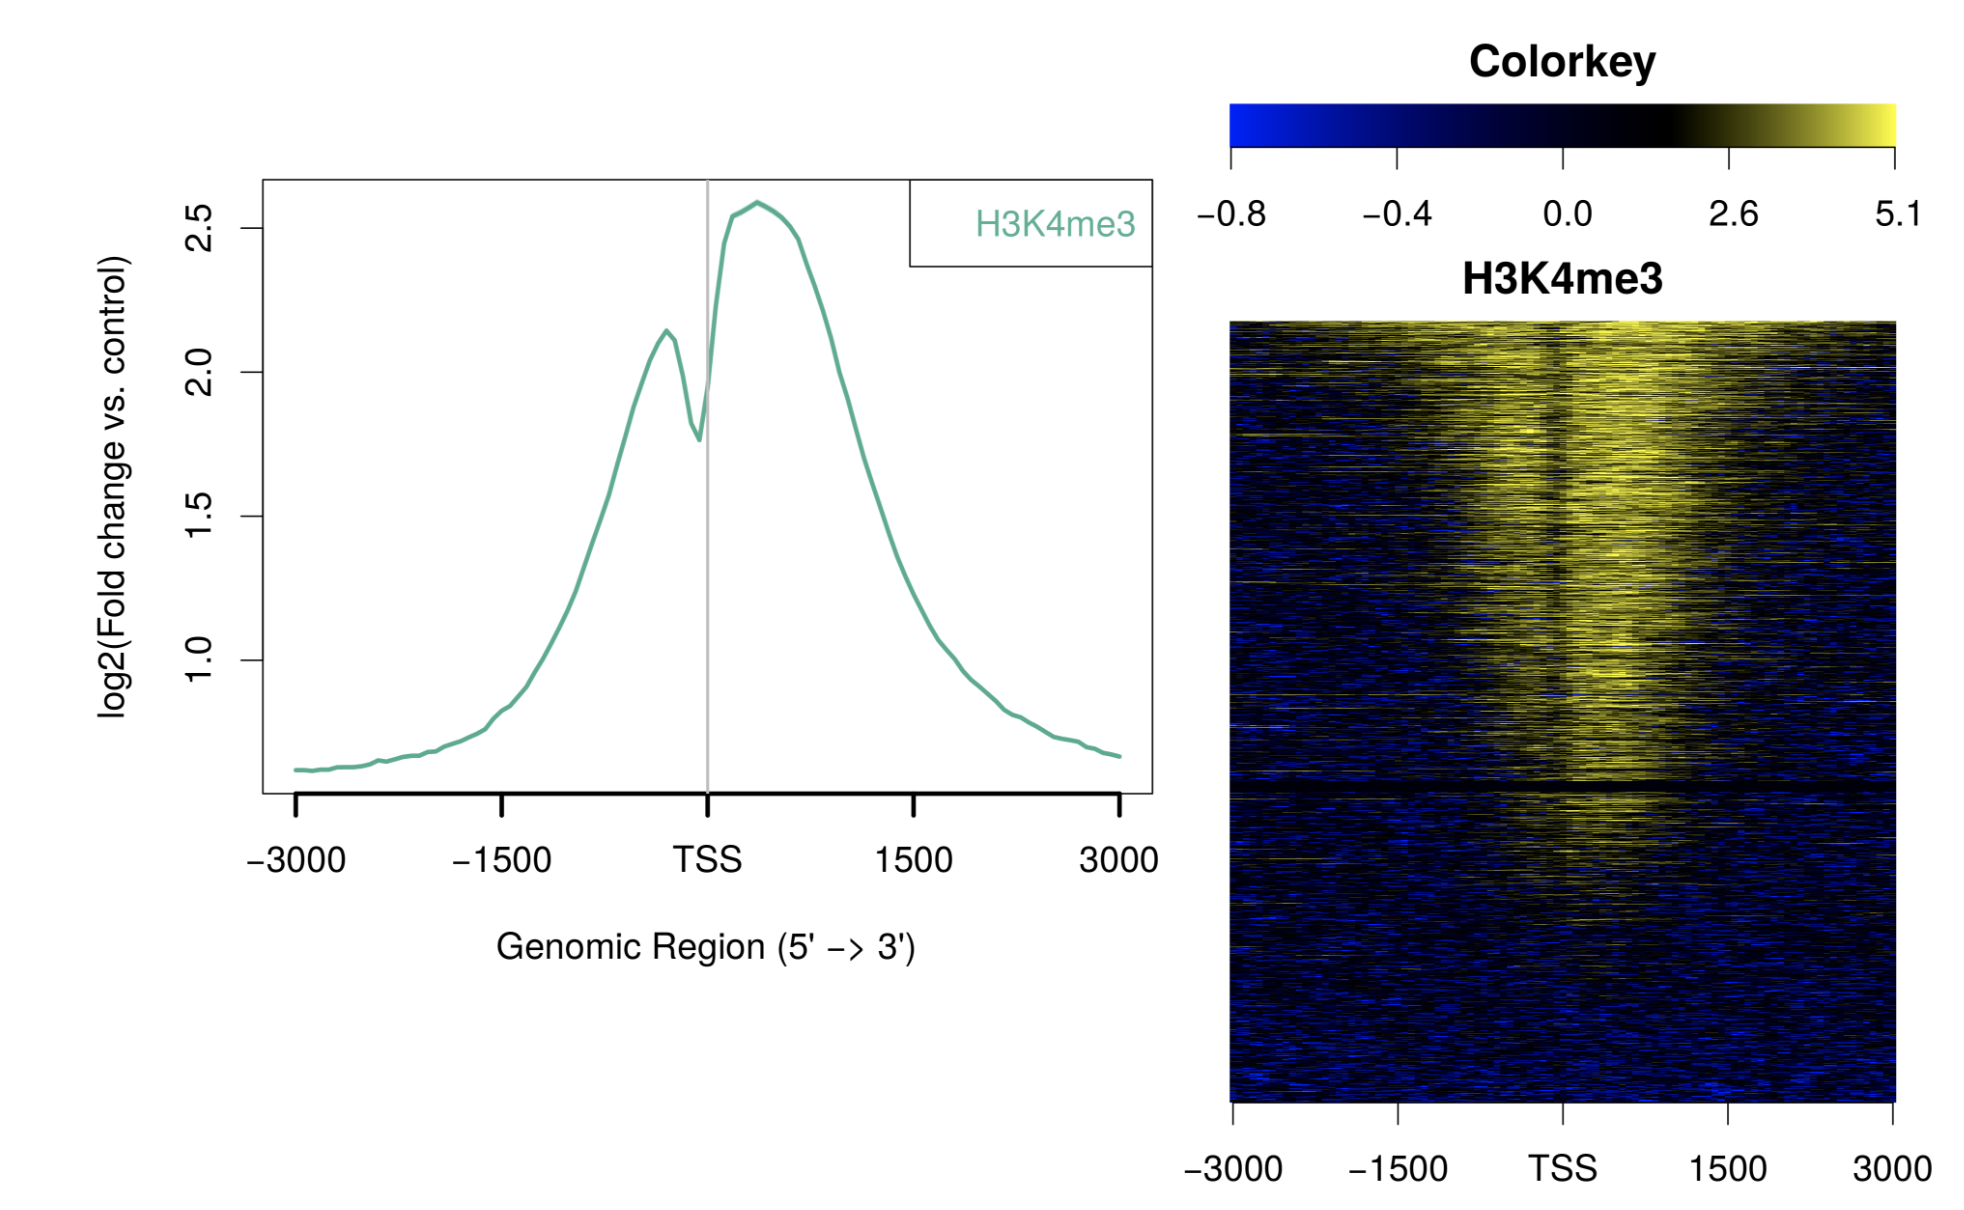 log2(Fold change vs. control)
2.5
2.0
1.5
1.0
H3K4me3
−3000 −1500 TSS 1500 3000
Genomic Region (5' −> 3')
Colorkey
−0.8 −0.4 0.0 2.6 5.1
H3K4me3
−3000 −1500 TSS 1500 3000